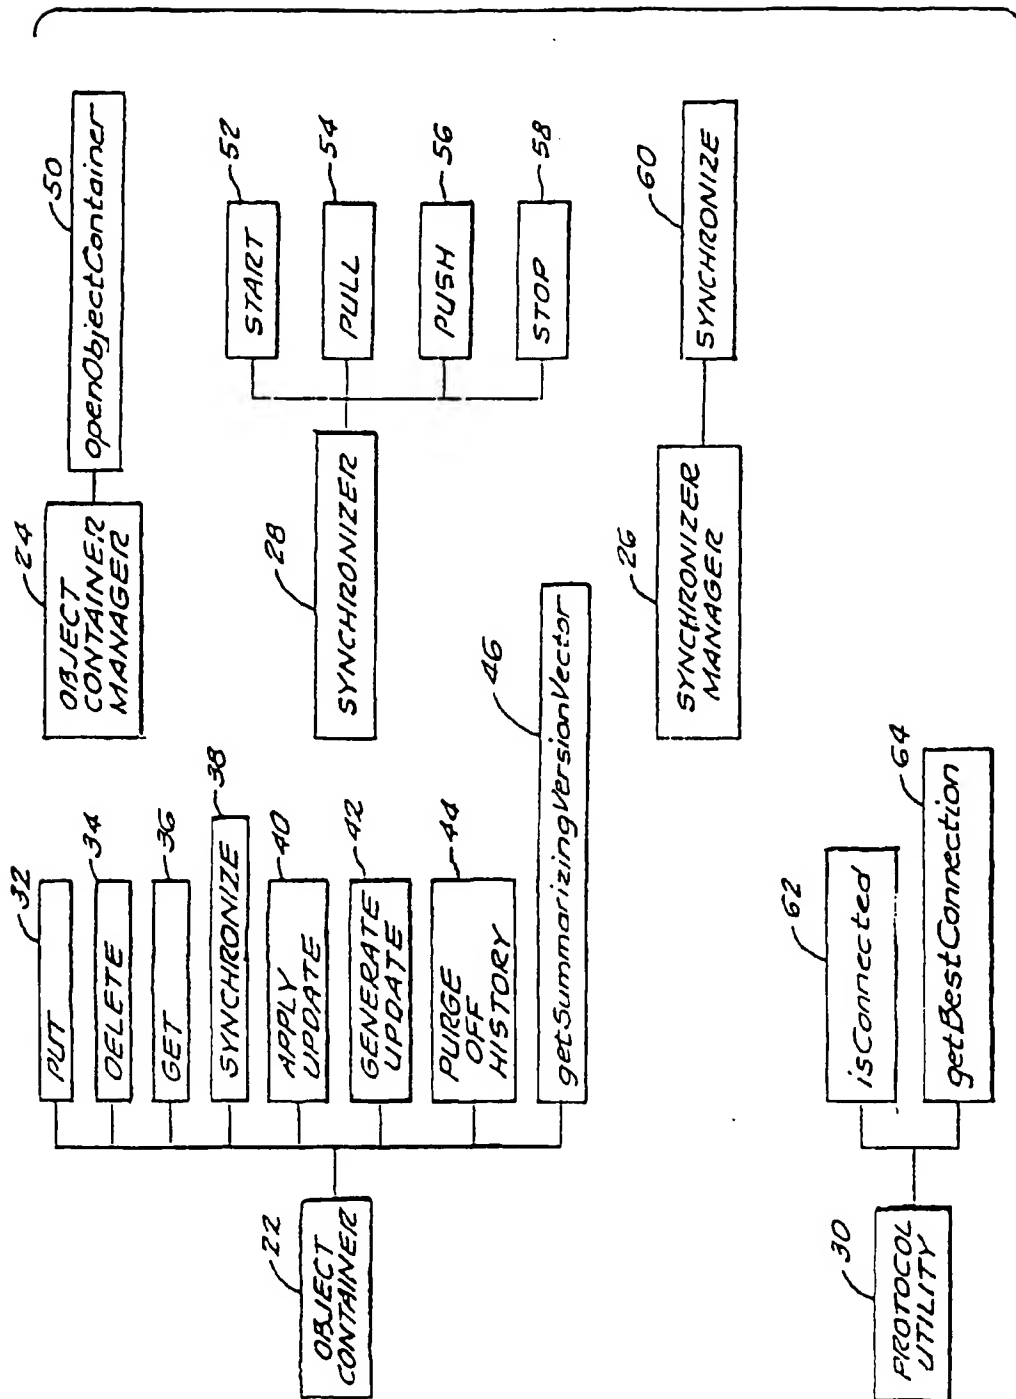 22
OBJECT
CONTAINER
32
PUT
34
DELETE
36
GET
38
SYNCHRONIZE
40
APPLY
UPDATE
42
GENERATE
UPDATE
44
PURGE
OFF
HISTORY
46
getSummarizingVersionVector
24
OBJECT
CONTAINER
MANAGER
50
openObjectContainer
28
SYNCHRONIZER
52
START
54
PULL
56
PUSH
58
STOP
26
SYNCHRONIZER
MANAGER
60
SYNCHRONIZE
30
PROTOCOL
UTILITY
62
isConnected
64
getBestConnection